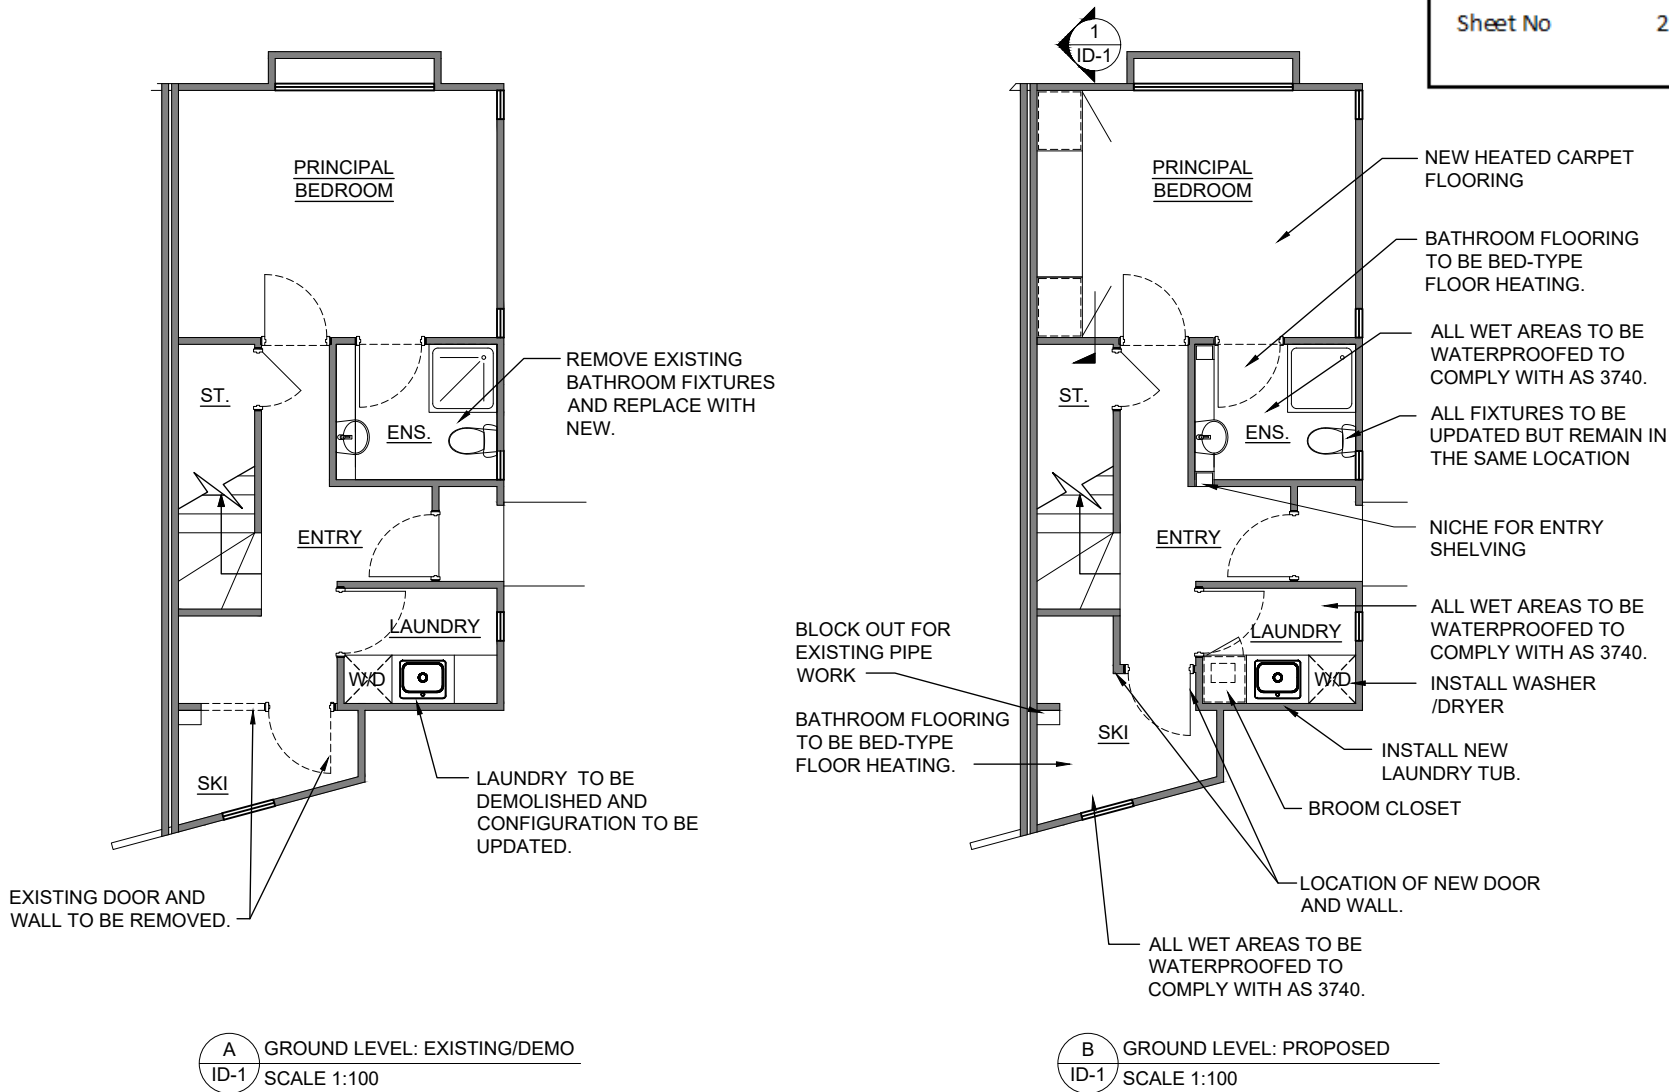 Sheet No 2
1
ID-1
PRINCIPAL
BEDROOM
ST.
ENS.
REMOVE EXISTING
BATHROOM FIXTURES
AND REPLACE WITH
NEW.
ENTRY
LAUNDRY
W/D
SKI
LAUNDRY TO BE
DEMOLISHED AND
CONFIGURATION TO BE
UPDATED.
EXISTING DOOR AND
WALL TO BE REMOVED.
A
ID-1
GROUND LEVEL: EXISTING/DEMO
SCALE 1:100
PRINCIPAL
BEDROOM
NEW HEATED CARPET
FLOORING
BATHROOM FLOORING
TO BE BED-TYPE
FLOOR HEATING.
ALL WET AREAS TO BE
WATERPROOFED TO
COMPLY WITH AS 3740.
ALL FIXTURES TO BE
UPDATED BUT REMAIN IN
THE SAME LOCATION
ST.
ENS.
NICHE FOR ENTRY
SHELVING
ENTRY
ALL WET AREAS TO BE
WATERPROOFED TO
COMPLY WITH AS 3740.
LAUNDRY
W/D
INSTALL WASHER
/DRYER
BLOCK OUT FOR
EXISTING PIPE
WORK
BATHROOM FLOORING
TO BE BED-TYPE
FLOOR HEATING.
SKI
INSTALL NEW
LAUNDRY TUB.
BROOM CLOSET
LOCATION OF NEW DOOR
AND WALL.
ALL WET AREAS TO BE
WATERPROOFED TO
COMPLY WITH AS 3740.
B
ID-1
GROUND LEVEL: PROPOSED
SCALE 1:100